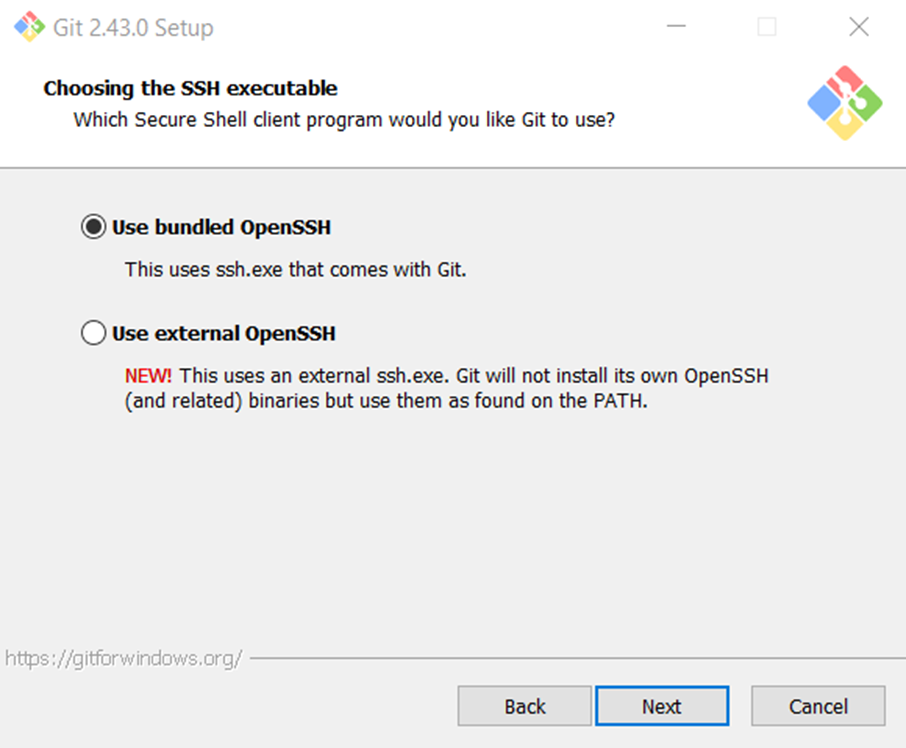 Git 2.43.0 Setup
Choosing the SSH executable
Which Secure Shell client program would you like Git to use?
Use bundled OpenSSH
This uses ssh.exe that comes with Git.
Use external OpenSSH
NEW! This uses an external ssh.exe. Git will not install its own OpenSSH
(and related) binaries but use them as found on the PATH.
https://gitforwindows.org/
Back Next Cancel